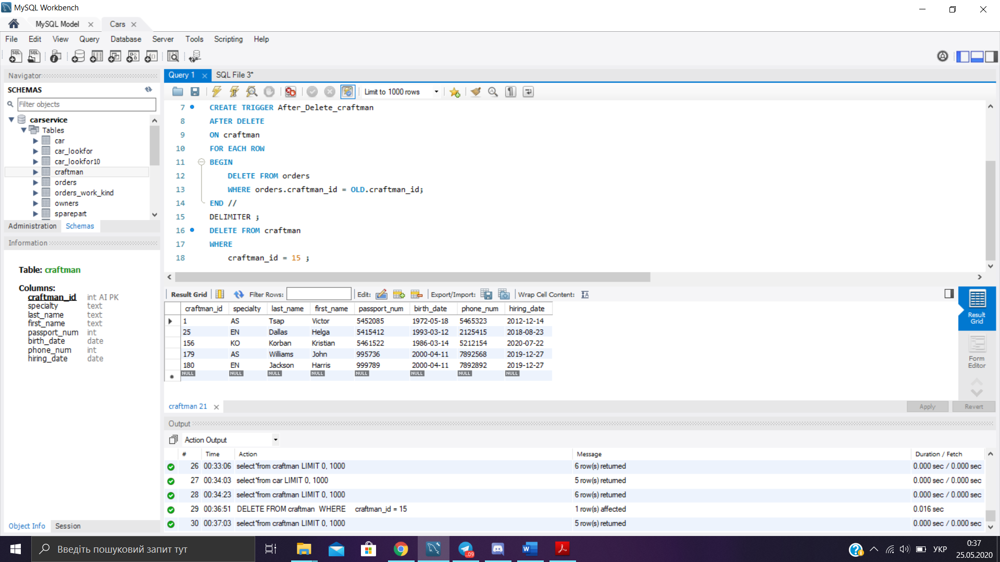 MySQL Workbench
MySQL Model
Cars
File Edit View Query Database Server Tools Scripting Help
Navigator
SCHEMAS
Filter objects
carservice
Tables
car
car_lookfor
car_lookfor10
craftman
orders
orders_work_kind
owners
sparepart
Administration Schemas
Information
Table: craftman
Columns:
craftman_id int AI PK
specialty text
last_name text
first_name text
passport_num int
birth_date date
phone_num int
hiring_date date
Object Info Session
Query 1 SQL File 3*
Limit to 1000 rows
7 CREATE TRIGGER After_Delete_craftman
8 AFTER DELETE
9 ON craftman
10 FOR EACH ROW
11 BEGIN
12 DELETE FROM orders
13 WHERE orders.craftman_id = OLD.craftman_id;
14 END //
15 DELIMITER ;
16 DELETE FROM craftman
17 WHERE
18 craftman_id = 15 ;
Result Grid Filter Rows: Edit: Export/Import: Wrap Cell Content:
craftman_id specialty last_name first_name passport_num birth_date phone_num hiring_date
1 AS Tsap Victor 5452085 1972-05-18 5465323 2012-12-14
25 EN Dallas Helga 5415412 1993-03-12 2125415 2018-08-23
156 KO Korban Kristian 5461522 1986-03-14 5212154 2020-07-22
179 AS Williams John 995736 2000-04-11 7892568 2019-12-27
180 EN Jackson Harris 999789 2000-04-11 7892892 2019-12-27
NULL NULL NULL NULL NULL NULL NULL NULL
Result
Grid
Form
Editor
craftman 21
Apply Revert
Output
Action Output
# Time Action Message Duration / Fetch
26 00:33:06 select*from craftman LIMIT 0, 1000 6 row(s) returned 0.000 sec / 0.000 sec
27 00:34:03 select*from car LIMIT 0, 1000 5 row(s) returned 0.000 sec / 0.000 sec
28 00:34:23 select*from craftman LIMIT 0, 1000 6 row(s) returned 0.000 sec / 0.000 sec
29 00:36:51 DELETE FROM craftman WHERE craftman_id = 15 1 row(s) affected 0.016 sec
30 00:37:03 select*from craftman LIMIT 0, 1000 5 row(s) returned 0.000 sec / 0.000 sec
Введіть пошуковий запит тут
..09
УКР
0:37
25.05.2020